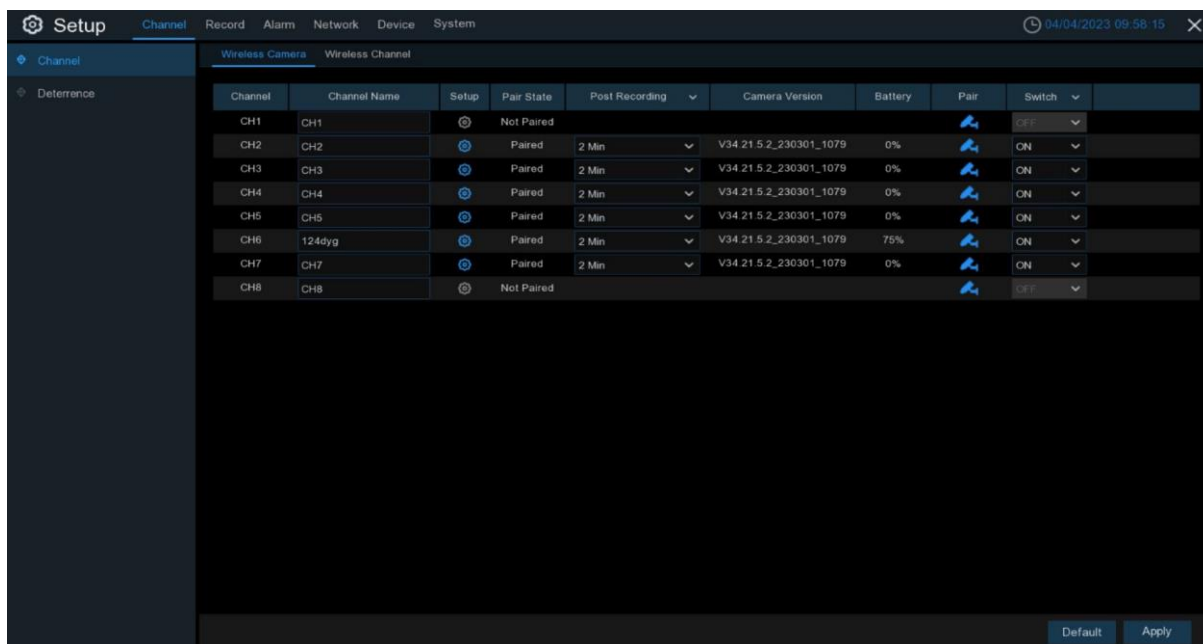 Setup Channel Record Alarm Network Device System 04/04/2023 09:58:15
Channel
Deterrence
Wireless Camera Wireless Channel
Channel Channel Name Setup Pair State Post Recording Camera Version Battery Pair Switch
CH1 CH1 Not Paired OFF
CH2 CH2 Paired 2 Min V34.21.5.2_230301_1079 0% ON
CH3 CH3 Paired 2 Min V34.21.5.2_230301_1079 0% ON
CH4 CH4 Paired 2 Min V34.21.5.2_230301_1079 0% ON
CH5 CH5 Paired 2 Min V34.21.5.2_230301_1079 0% ON
CH6 124dyg Paired 2 Min V34.21.5.2_230301_1079 75% ON
CH7 CH7 Paired 2 Min V34.21.5.2_230301_1079 0% ON
CH8 CH8 Not Paired OFF
Default Apply